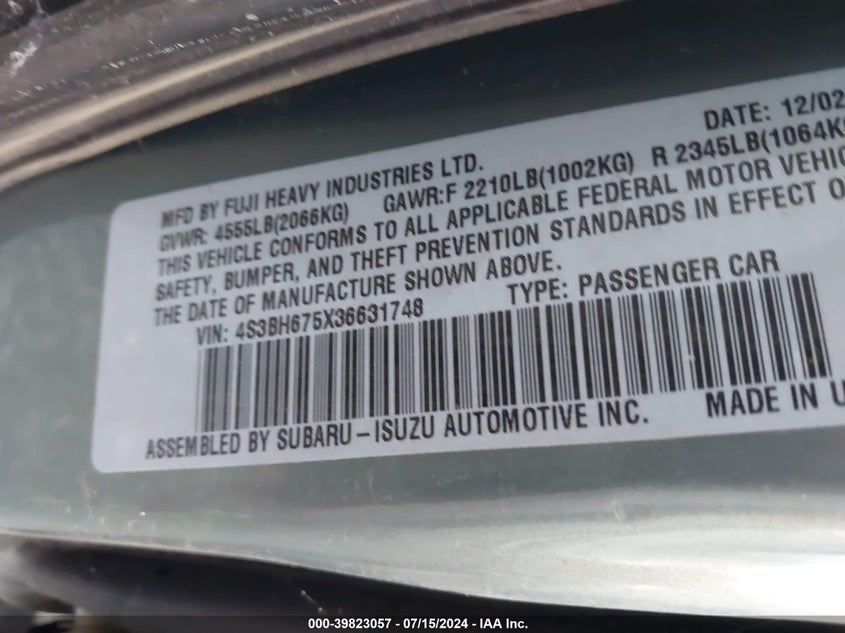 DATE: 12/02
MFD BY FUJI HEAVY INDUSTRIES LTD.
GVWR: 4555LB(2066KG) GAWR:F 2210LB(1002KG) R 2345LB(1064K
THIS VEHICLE CONFORMS TO ALL APPLICABLE FEDERAL MOTOR VEHIC
SAFETY, BUMPER, AND THEFT PREVENTION STANDARDS IN EFFECT O
THE DATE OF MANUFACTURE SHOWN ABOVE.
VIN: 4S3BH675X36631748 TYPE: PASSENGER CAR
ASSEMBLED BY SUBARU-ISUZU AUTOMOTIVE INC. MADE IN U
000-39823057 / 07/15/2024 - IAA Inc.